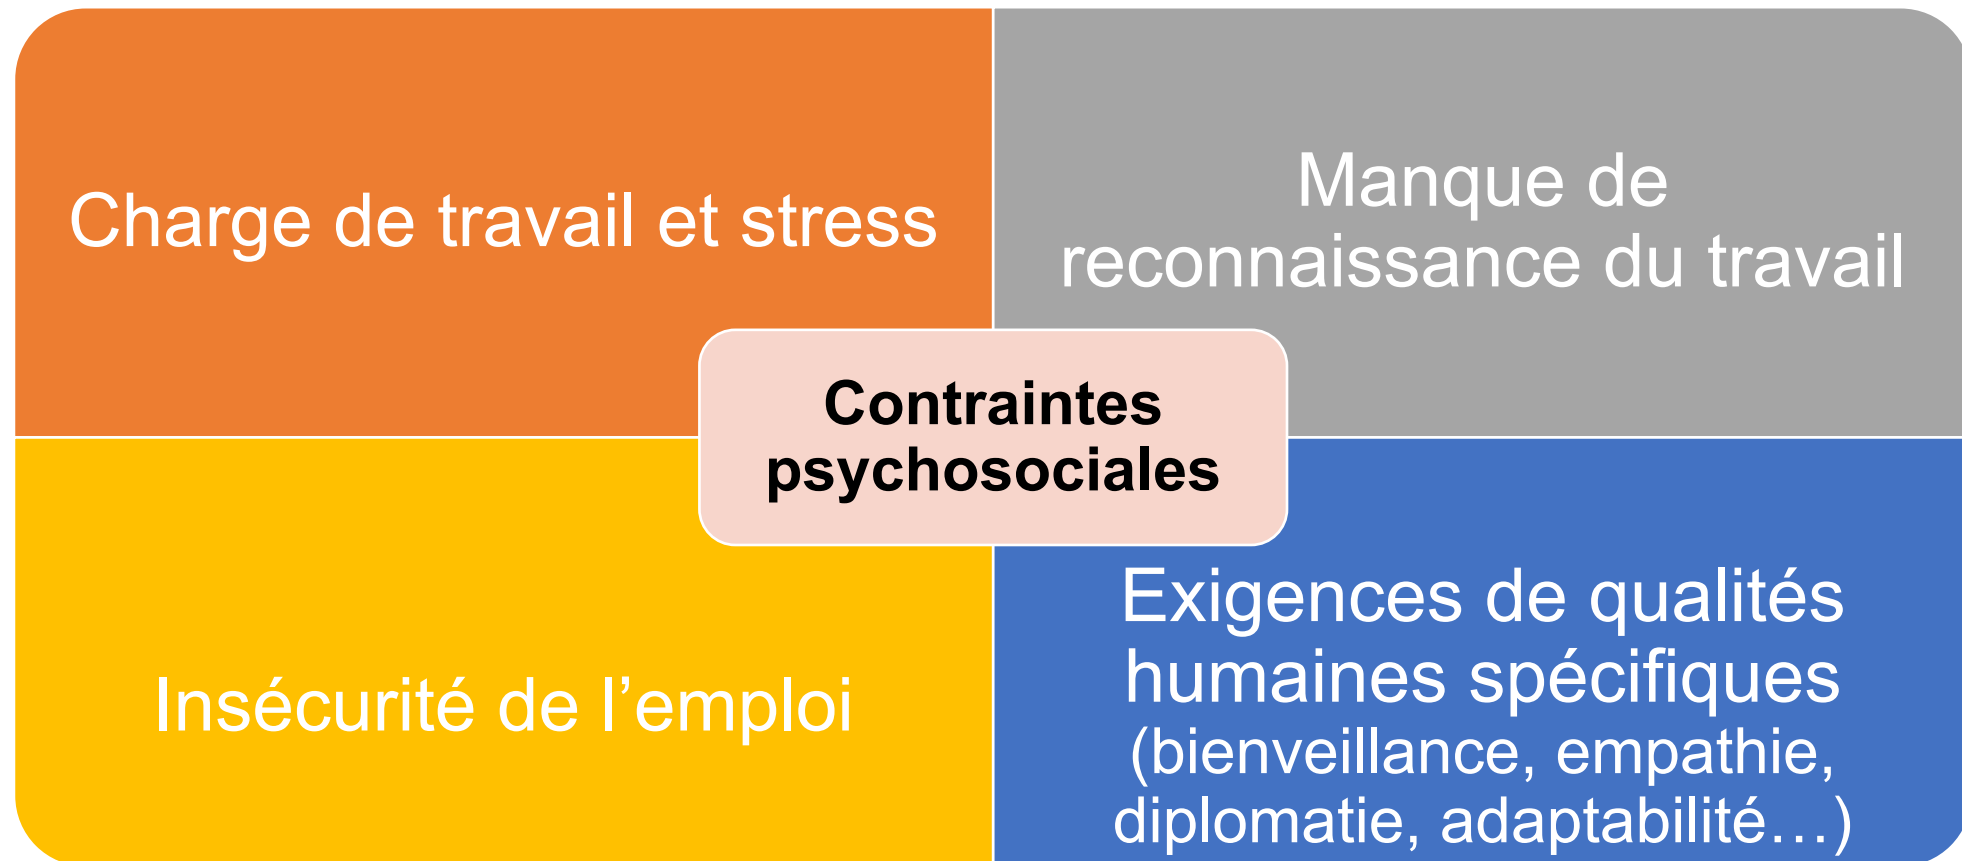 Charge de travail et stress
Manque de
reconnaissance du travail
Contraintes
psychosociales
Insécurité de l’emploi
Exigences de qualités
humaines spécifiques
(bienveillance, empathie,
diplomatie, adaptabilité…)